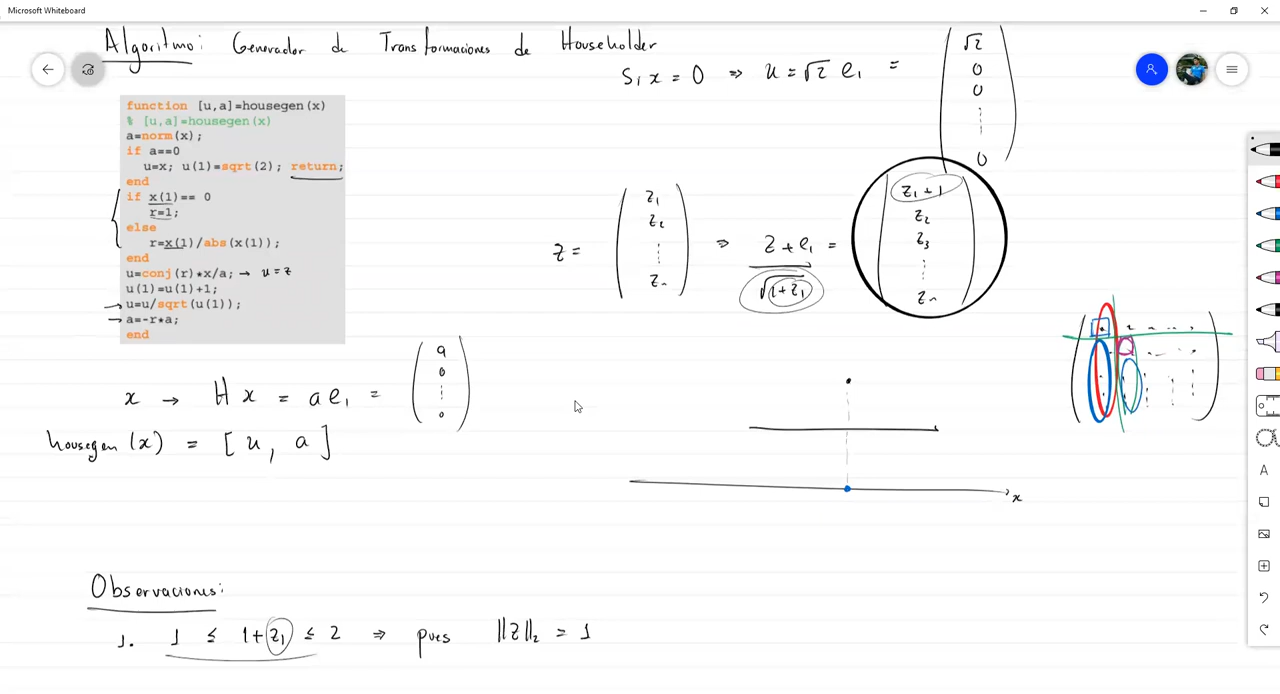 Microsoft Whiteboard
Algoritmo: Generador de Transformaciones de Householder
Si x = 0 ⇒ u = √2 e₁ = ( √2 0 0 ⋮ 0 )
function [u,a]=housegen(x)
% [u,a]=housegen(x)
a=norm(x);
if a==0
u=x; u(1)=sqrt(2); return;
end
if x(1)== 0
r=1;
else
r=x(1)/abs(x(1));
end
u=conj(r)*x/a; → u = z
u(1)=u(1)+1;
u=u/sqrt(u(1));
a=-r*a;
end
z = ( z₁ z₂ ⋮ zₙ ) ⇒ z + e₁ / √(1+z₁) = ( z₁ + 1 z₂ z₃ ⋮ zₙ )
x → H x = a e₁ = ( a 0 ⋮ 0 )
housegen (x) = [ u, a ]
x
Observaciones:
1. 1 ≤ 1+z₁ ≤ 2 ⇒ pues ||z||₂ = 1
A